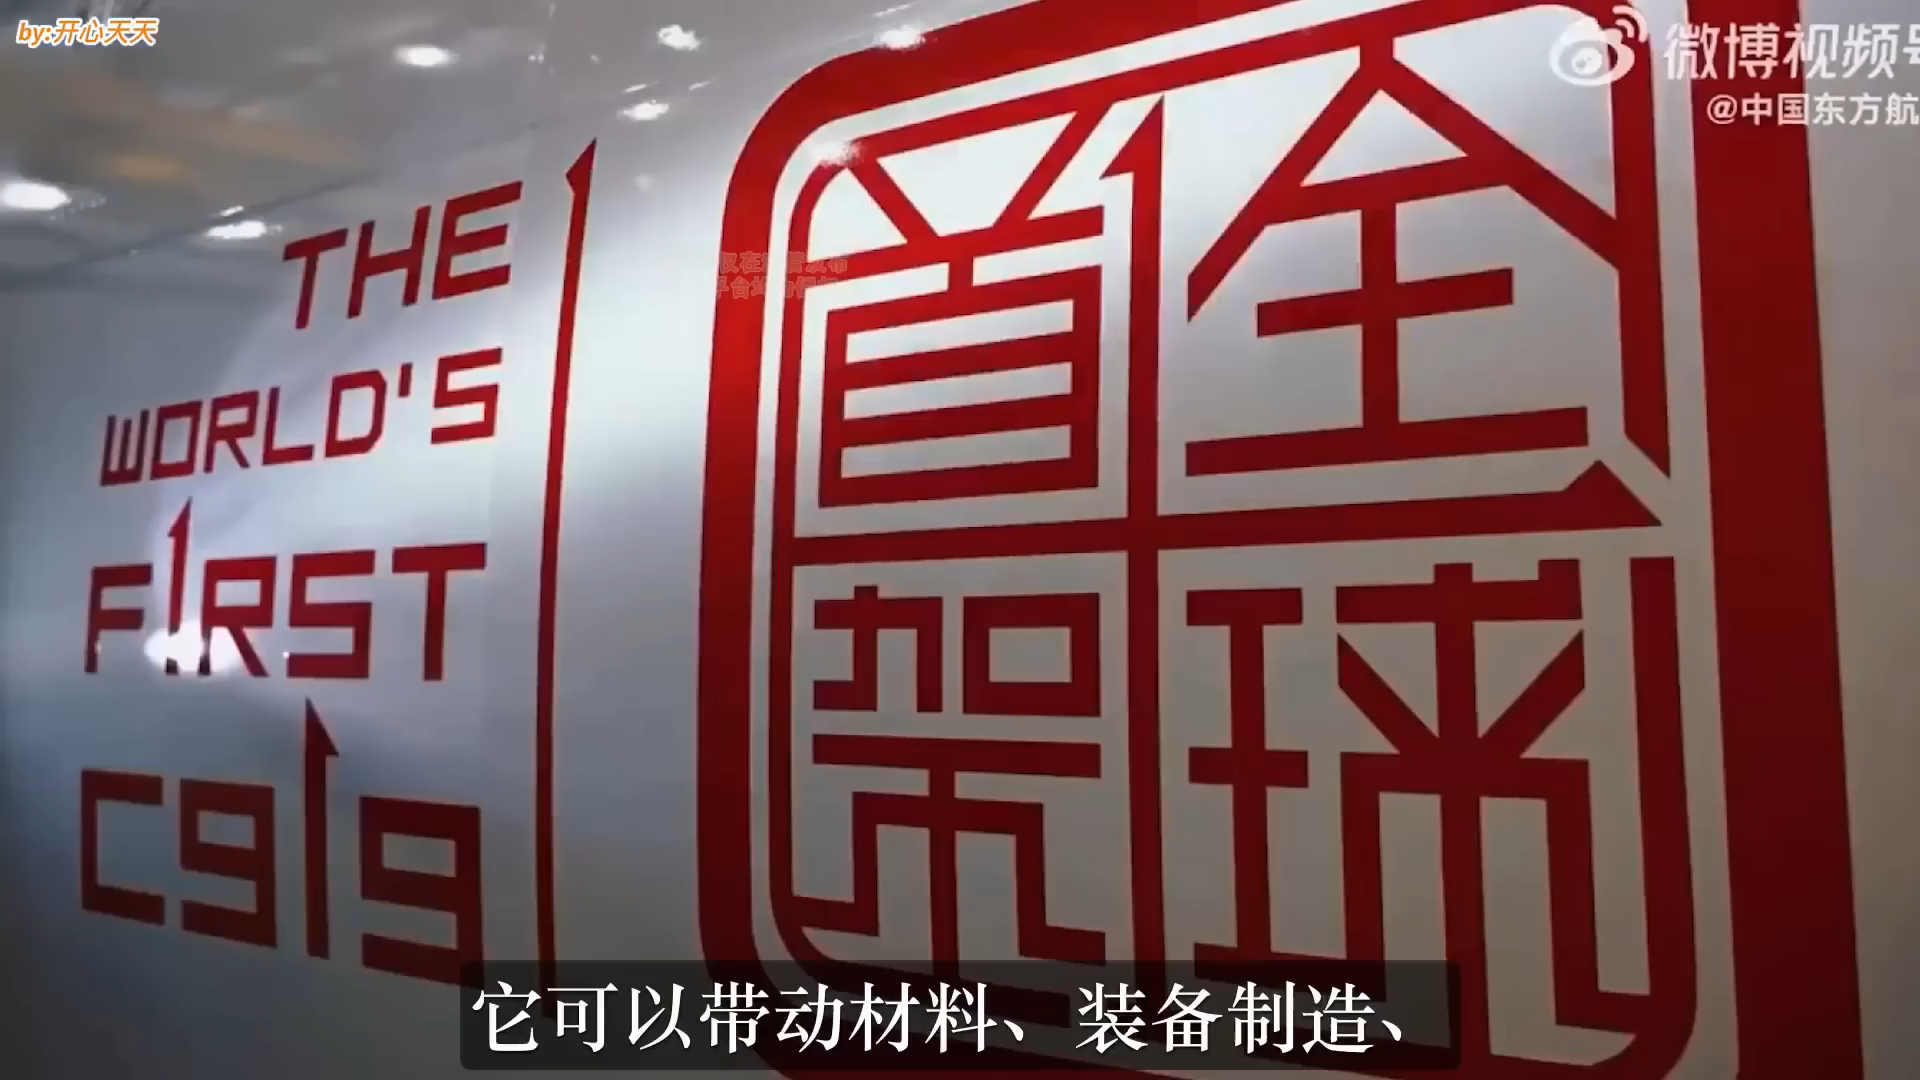 by:开心天天
微博视频号
@中国东方航
THE
WORLD'S
FIRST
C919
全球
首架
它可以带动材料、装备制造、